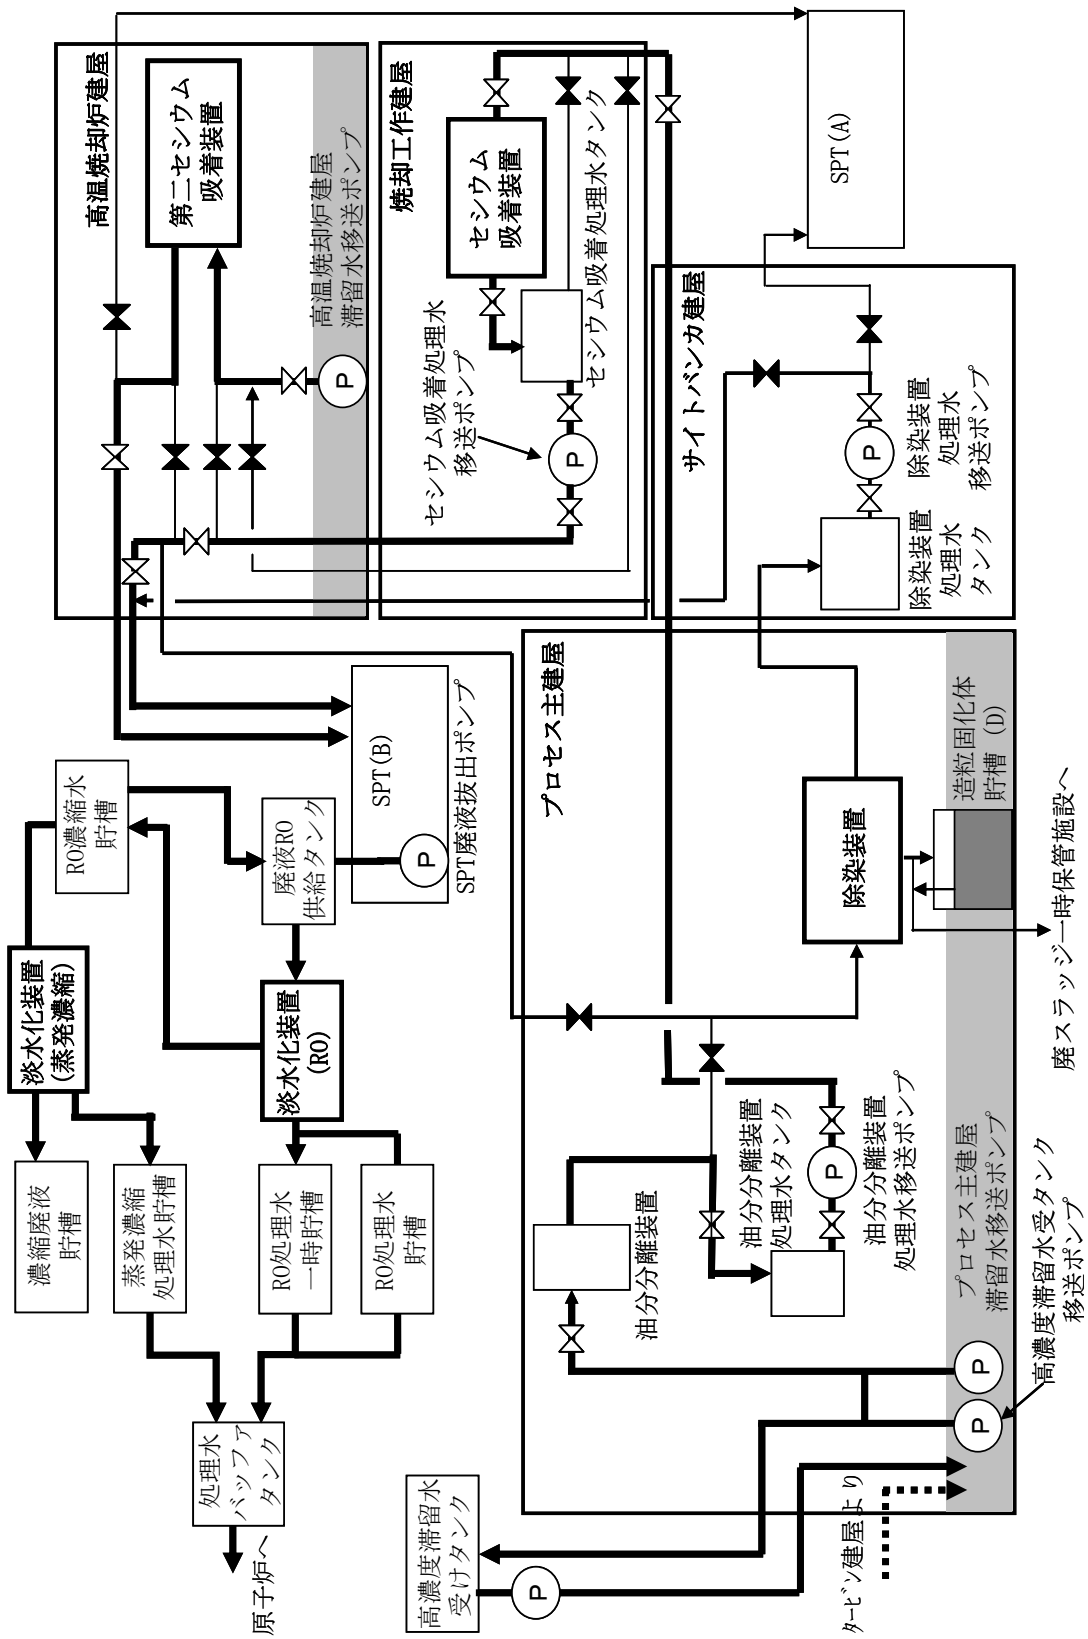 原子炉へ
処理水
バッファ
タンク
濃縮廃液
貯槽
蒸発濃縮
処理水貯槽
RO処理水
一時貯槽
RO処理水
貯槽
淡水化装置
(蒸発濃縮)
淡水化装置
(RO)
RO濃縮水
貯槽
廃液RO
供給タンク
SPT(B)
P
SPT廃液抜出ポンプ
高温焼却炉建屋
第二セシウム
吸着装置
高温焼却炉建屋
滞留水移送ポンプ
P
焼却工作建屋
セシウム
吸着装置
セシウム吸着処理水タンク
セシウム吸着処理水
移送ポンプ
P
SPT(A)
サイトバンカ建屋
除染装置
処理水
移送ポンプ
P
除染装置
処理水
タンク
プロセス主建屋
除染装置
造粒固化体
貯槽(D)
廃スラッジ一時保管施設へ
油分分離装置
油分分離装置
処理水タンク
油分分離装置
処理水移送ポンプ
P
プロセス主建屋
滞留水移送ポンプ
P
P
高濃度滞留水受タンク
移送ポンプ
高濃度滞留水
受けタンク
P
タービン建屋より